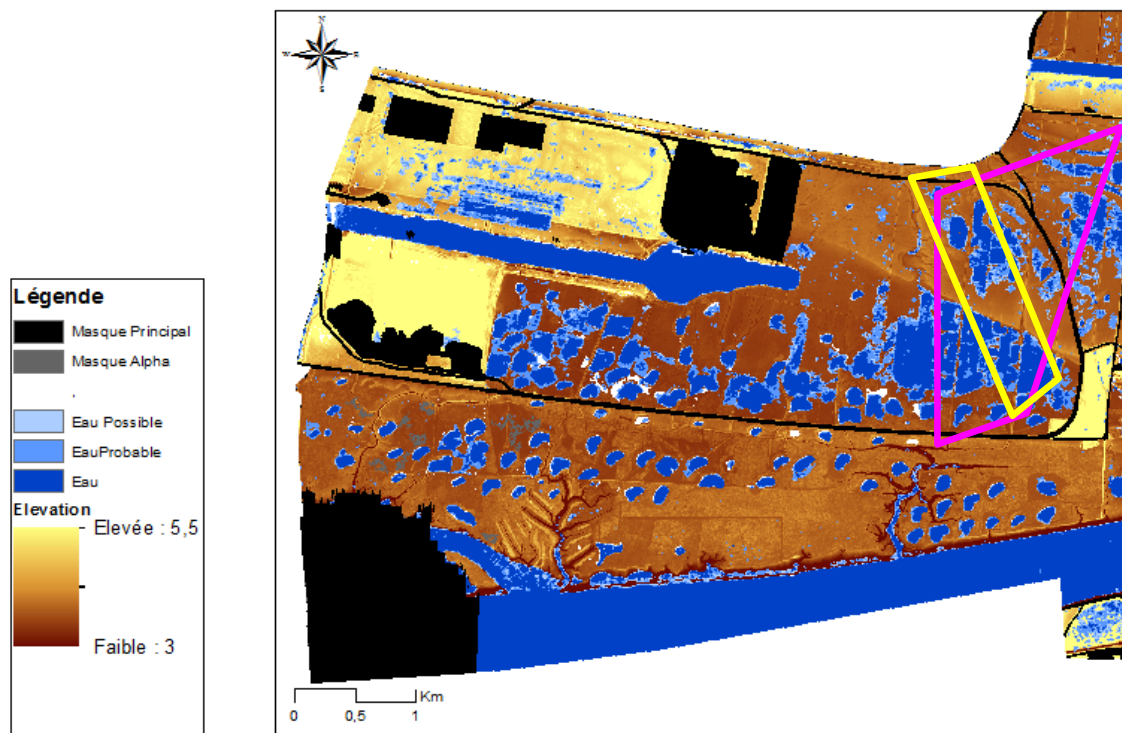 N
W
E
S
Légende
Masque Principal
Masque Alpha
.
Eau Possible
EauProbable
Eau
Elevation
Elevée : 5,5
Faible : 3
Km
0 0,5 1